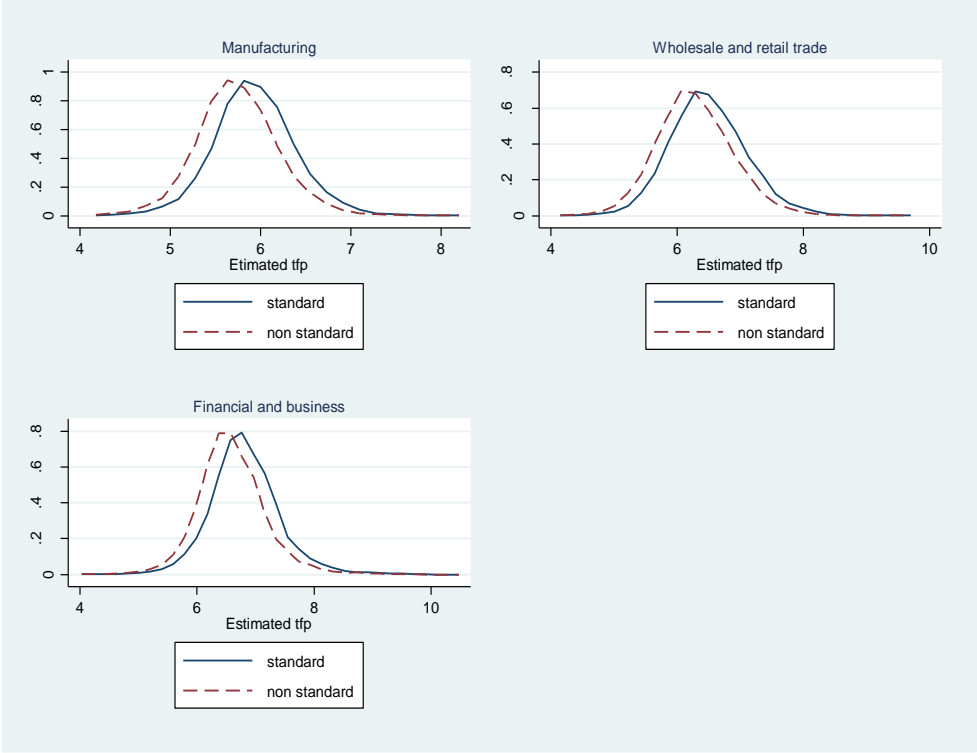 Manufacturing
1
.8
.6
.4
.2
0
4 5 6 7 8
Etimated tfp
standard
non standard
Wholesale and retail trade
.8
.6
.4
.2
0
4 6 8 10
Estimated tfp
standard
non standard
Financial and business
.8
.6
.4
.2
0
4 6 8 10
Estimated tfp
standard
non standard